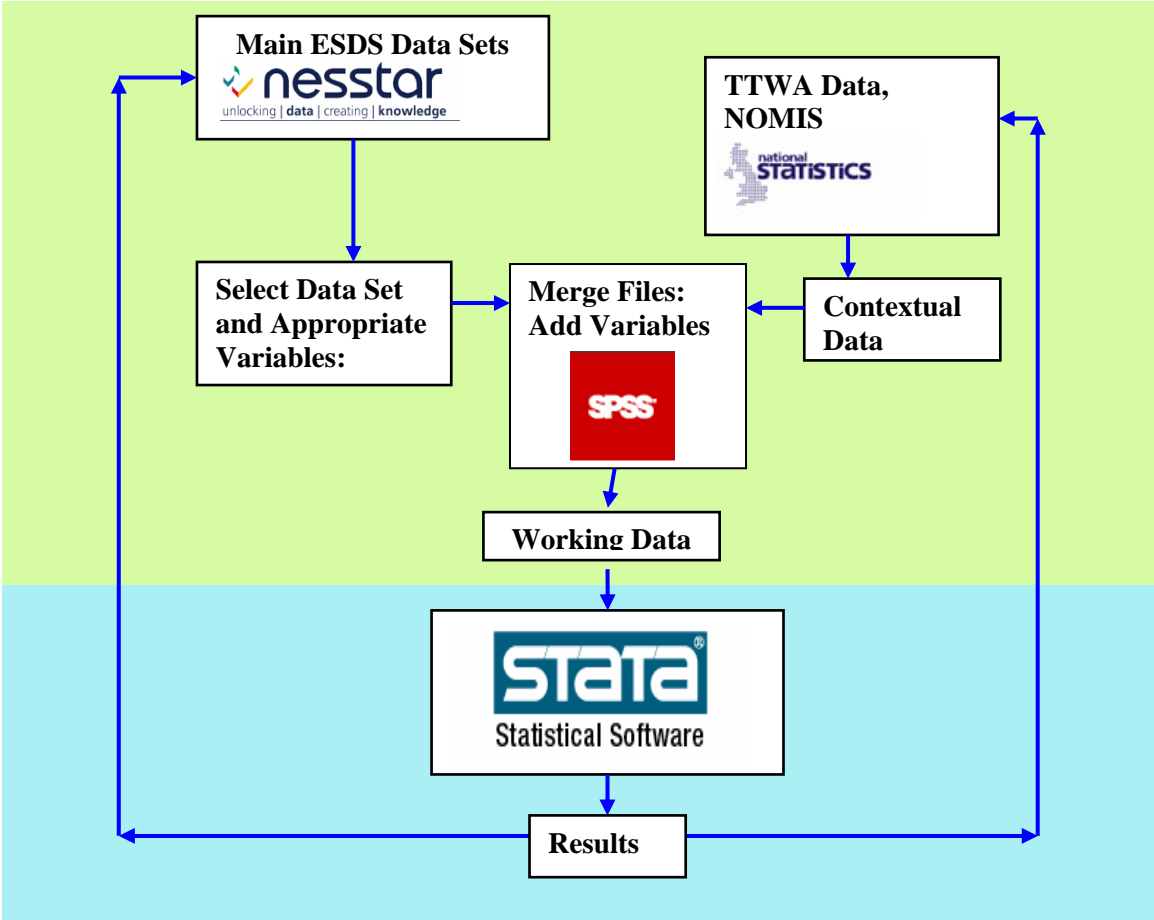 Main ESDS Data Sets
nesstar
unlocking | data | creating | knowledge
TTWA Data,
NOMIS
national
STATISTICS
Select Data Set
and Appropriate
Variables:
Merge Files:
Add Variables
SPSS
Contextual
Data
Working Data
STATA®
Statistical Software
Results